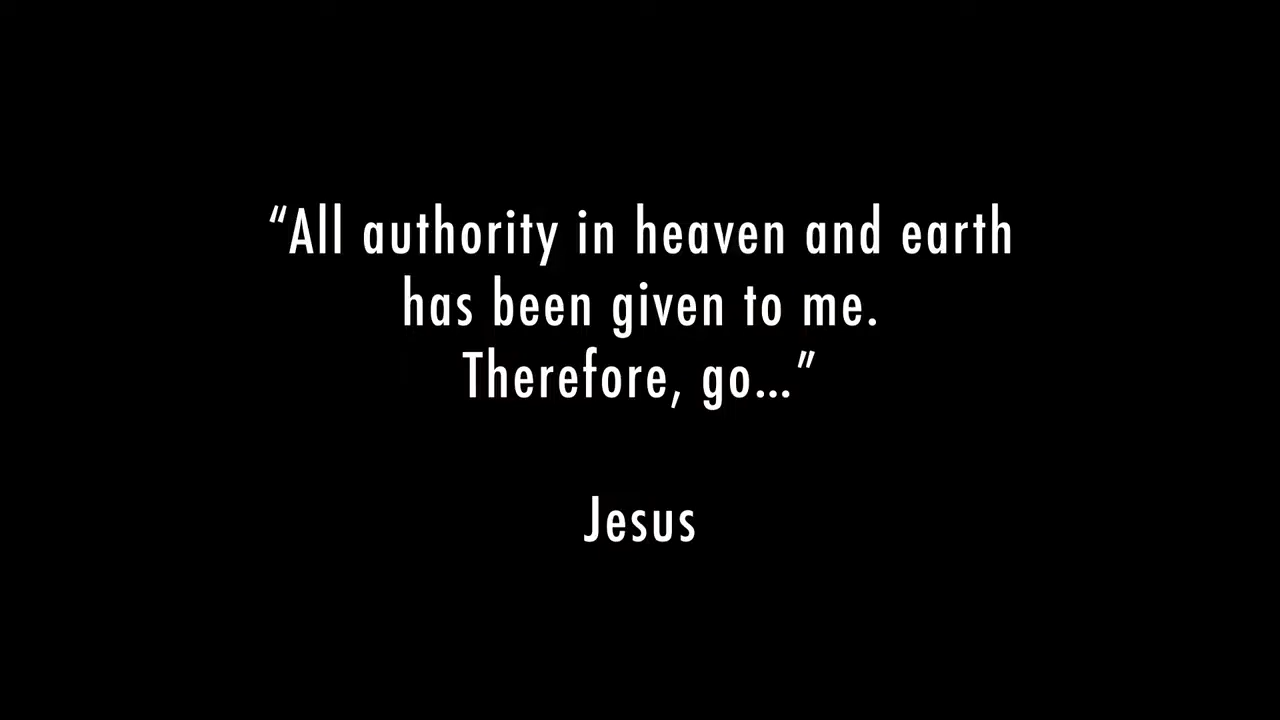 “All authority in heaven and earth
has been given to me.
Therefore, go...”
Jesus